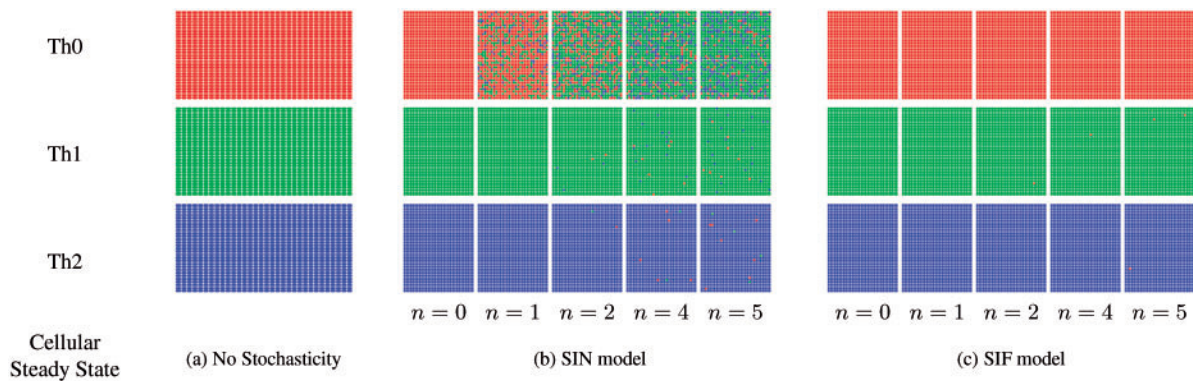 Th0
Th1
Th2
n = 0 n = 1 n = 2 n = 4 n = 5
n = 0 n = 1 n = 2 n = 4 n = 5
Cellular
Steady State
(a) No Stochasticity
(b) SIN model
(c) SIF model